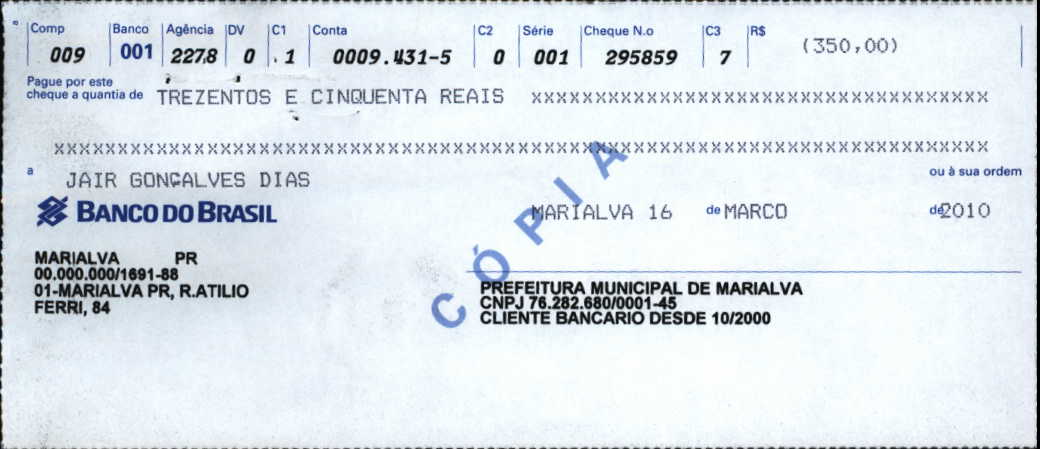 Comp Banco Agência DV C1 Conta C2 Série Cheque N.o C3 R$ (350,00)
009 001 2278 0 1 0009.431-5 0 001 295859 7
Pague por este
cheque a quantia de TREZENTOS E CINQUENTA REAIS XXXXXXXXXXXXXXXXXXXXXXXXXXXXXXXXXXXXXXXXXXX
XXXXXXXXXXXXXXXXXXXXXXXXXXXXXXXXXXXXXXXXXXXXXXXXXXXXXXXXXXXXXXXXXXXXXXXXXXXXXXXXXXXXXXX
a JAIR GONÇALVES DIAS ou à sua ordem
BANCO DO BRASIL MARIALVA 16 de MARCO de 2010
CÓPIA
MARIALVA PR
00.000.000/1691-88
01-MARIALVA PR, R.ATILIO
FERRI, 84
PREFEITURA MUNICIPAL DE MARIALVA
CNPJ 76.282.680/0001-45
CLIENTE BANCARIO DESDE 10/2000